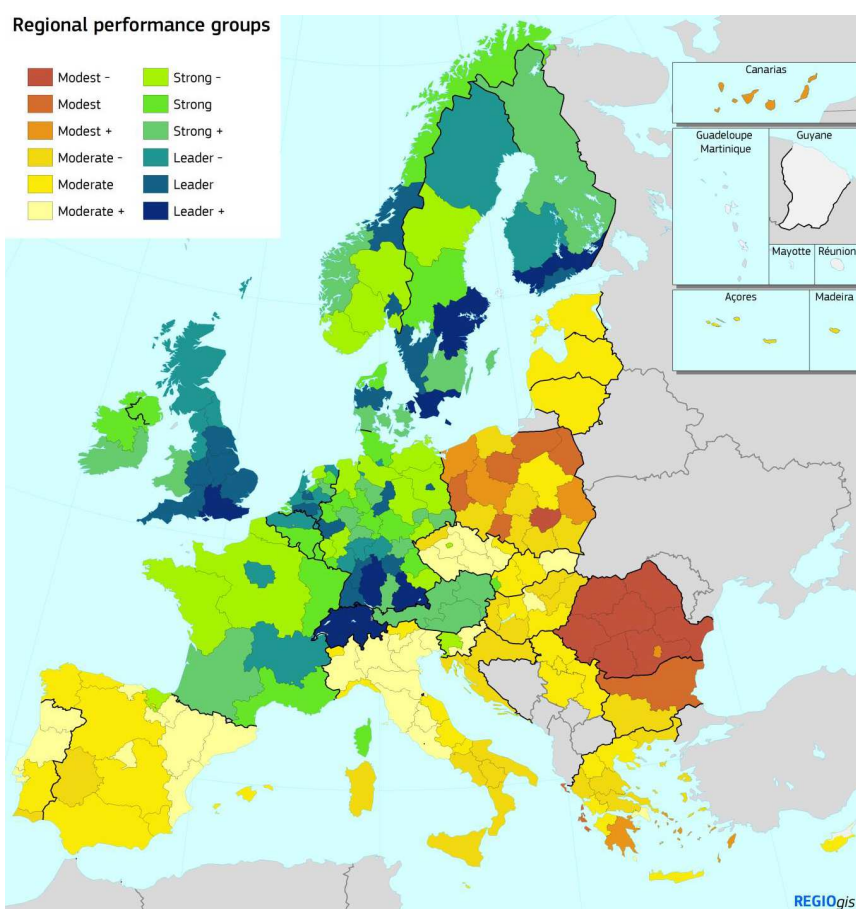 Regional performance groups
Modest -
Modest
Modest +
Moderate -
Moderate
Moderate +
Strong -
Strong
Strong +
Leader -
Leader
Leader +
Canarias
Guadeloupe
Martinique
Guyane
Mayotte
Réunion
Açores
Madeira
REGIOgis